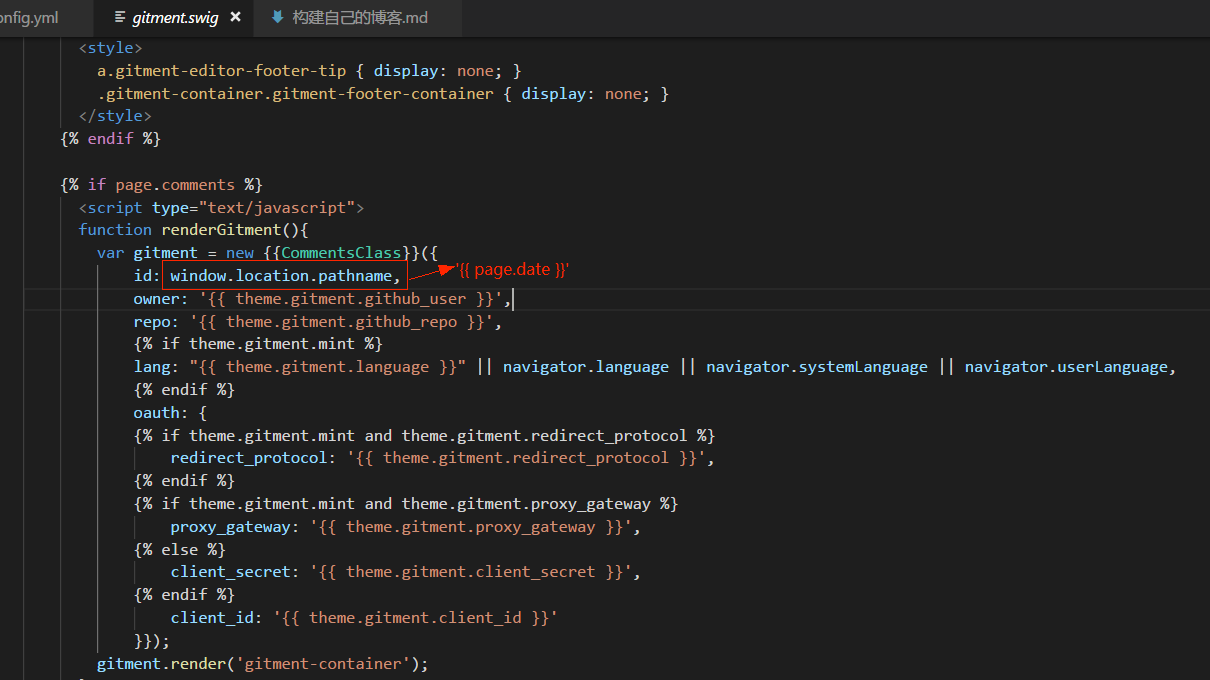 onfig.yml gitment.swig × 构建自己的博客.md
<style>
a.gitment-editor-footer-tip { display: none; }
.gitment-container.gitment-footer-container { display: none; }
</style>
{% endif %}
{% if page.comments %}
<script type="text/javascript">
function renderGitment(){
var gitment = new {{CommentsClass}}({
id: window.location.pathname, '{{ page.date }}'
owner: '{{ theme.gitment.github_user }}',
repo: '{{ theme.gitment.github_repo }}',
{% if theme.gitment.mint %}
lang: "{{ theme.gitment.language }}" || navigator.language || navigator.systemLanguage || navigator.userLanguage,
{% endif %}
oauth: {
{% if theme.gitment.mint and theme.gitment.redirect_protocol %}
redirect_protocol: '{{ theme.gitment.redirect_protocol }}',
{% endif %}
{% if theme.gitment.mint and theme.gitment.proxy_gateway %}
proxy_gateway: '{{ theme.gitment.proxy_gateway }}',
{% else %}
client_secret: '{{ theme.gitment.client_secret }}',
{% endif %}
client_id: '{{ theme.gitment.client_id }}'
}});
gitment.render('gitment-container');